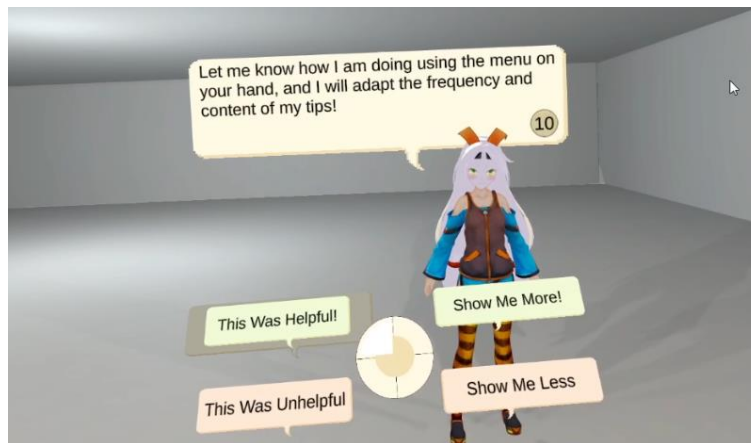 Let me know how I am doing using the menu on
your hand, and I will adapt the frequency and
content of my tips!
10
This Was Helpful!
Show Me More!
This Was Unhelpful
Show Me Less